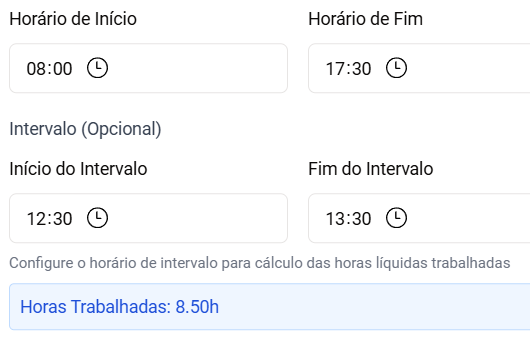 Horário de Início Horário de Fim
08:00 17:30
Intervalo (Opcional)
Início do Intervalo Fim do Intervalo
12:30 13:30
Configure o horário de intervalo para cálculo das horas líquidas trabalhadas
Horas Trabalhadas: 8.50h